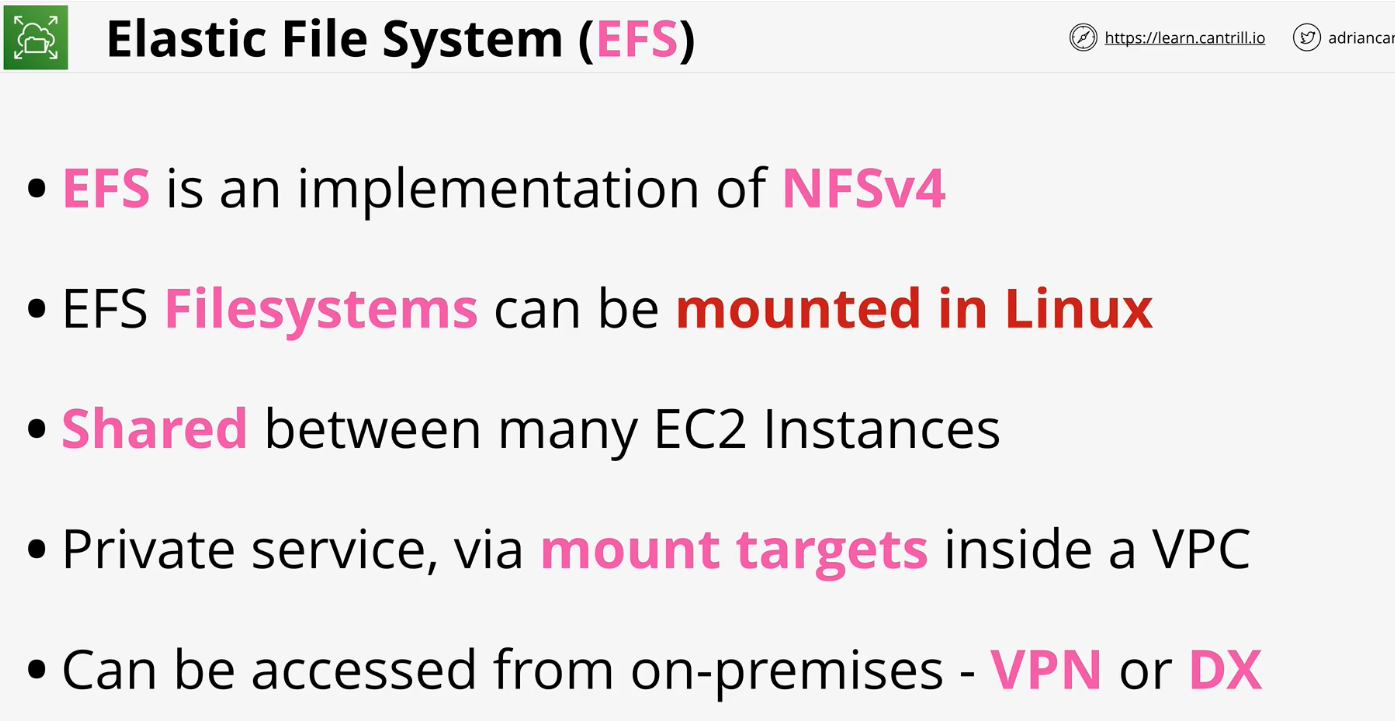 Elastic File System (EFS)
https://learn.cantrill.io
• EFS is an implementation of NFSv4
• EFS Filesystems can be mounted in Linux
• Shared between many EC2 Instances
• Private service, via mount targets inside a VPC
• Can be accessed from on-premises - VPN or DX